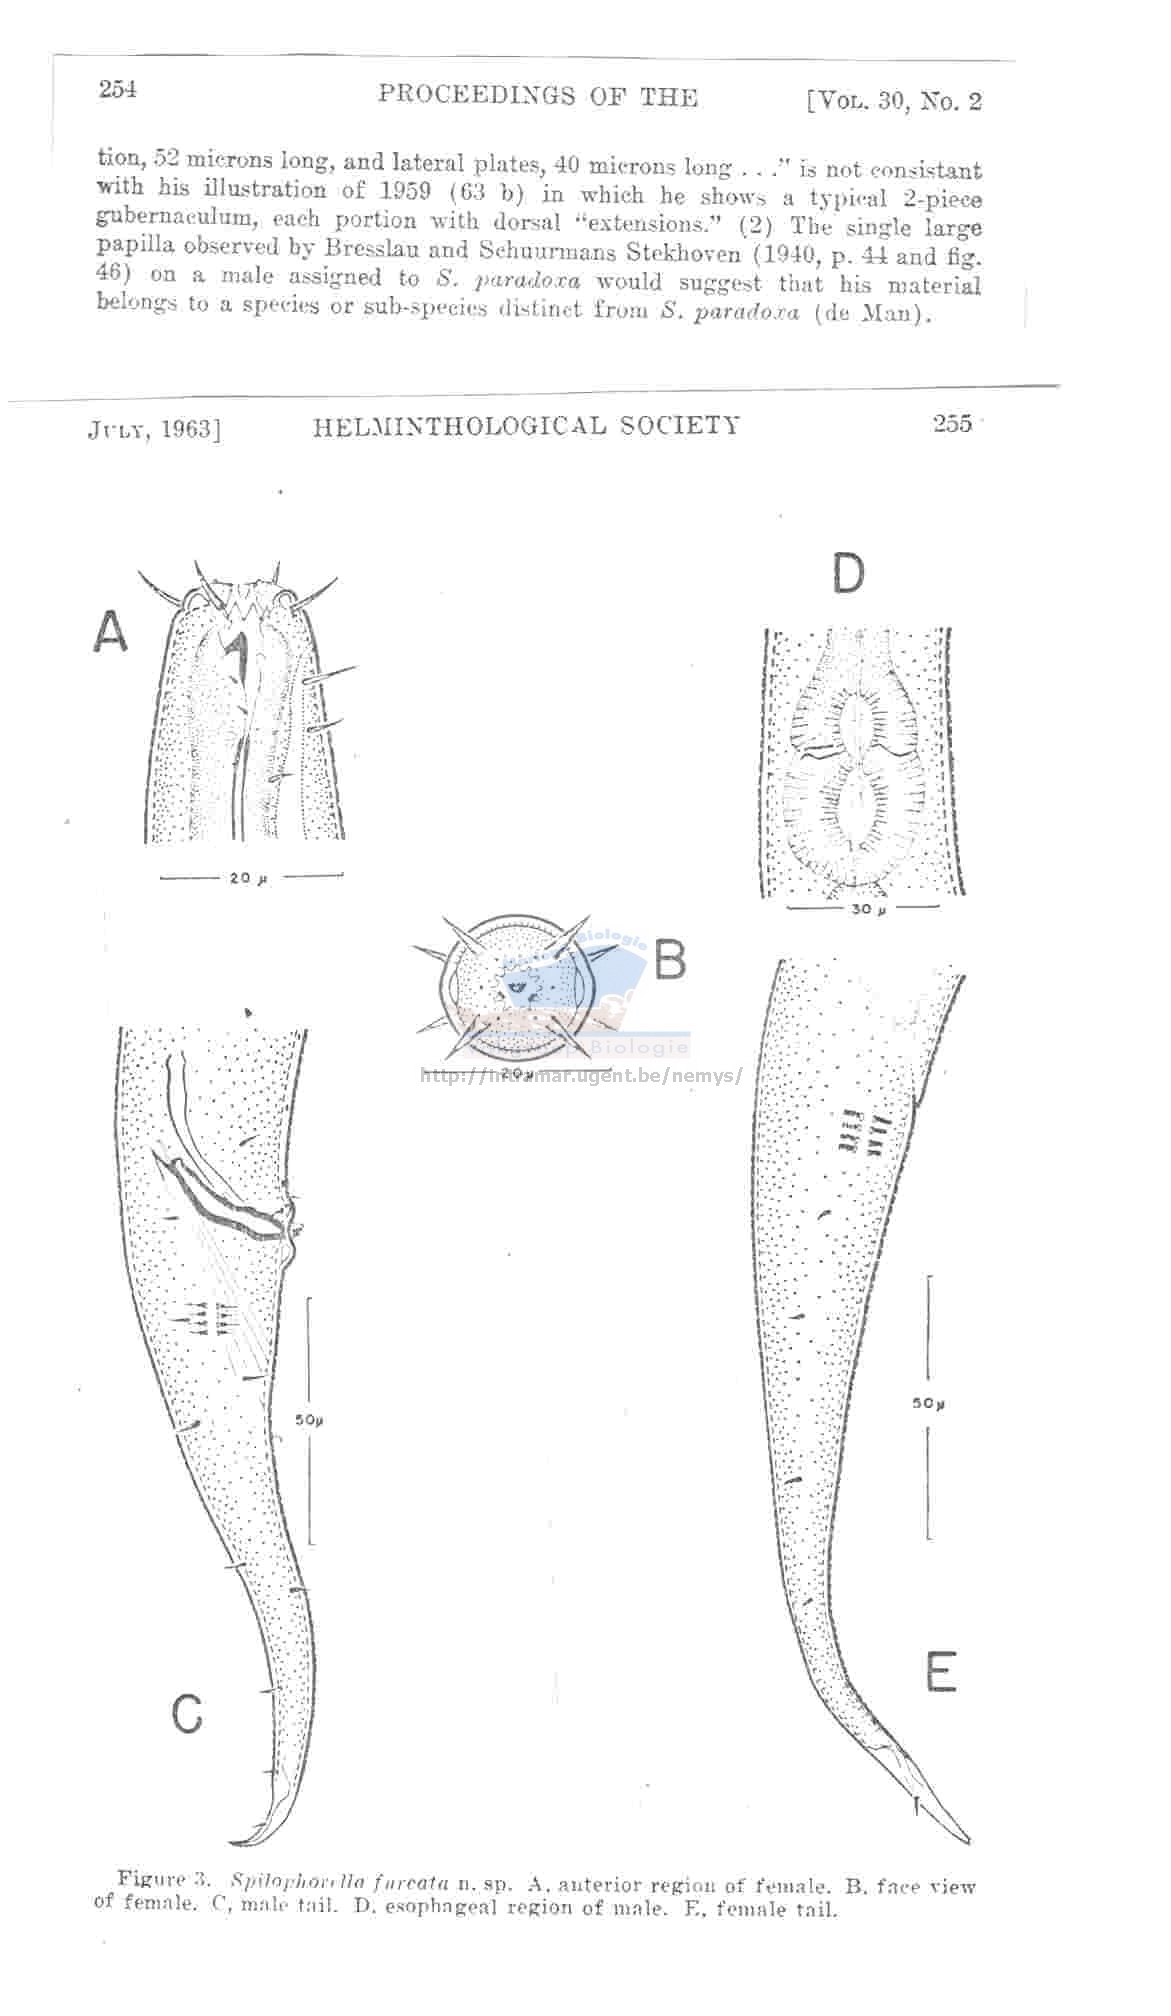 254 PROCEEDINGS OF THE [VOL. 30, No. 2
tion, 52 microns long, and lateral plates, 40 microns long . . ." is not consistant
with his illustration of 1959 (63 b) in which he shows a typical 2-piece
gubernaculum, each portion with dorsal "extensions." (2) The single large
papilla observed by Bresslau and Schuurmans Stekhoven (1940, p. 44 and fig.
46) on a male assigned to S. paradoxa would suggest that his material
belongs to a species or sub-species distinct from S. paradoxa (de Man).
JULY, 1963] HELMINTHOLOGICAL SOCIETY 255
D
A
20 µ
30 µ
B
Biologie
Biologie
20 µ
http://intramar.ugent.be/nemys/
50µ
50µ
E
C
Figure 3. Spilophorella furcata n. sp. A, anterior region of female. B, face view
of female. C, male tail. D, esophageal region of male. E, female tail.